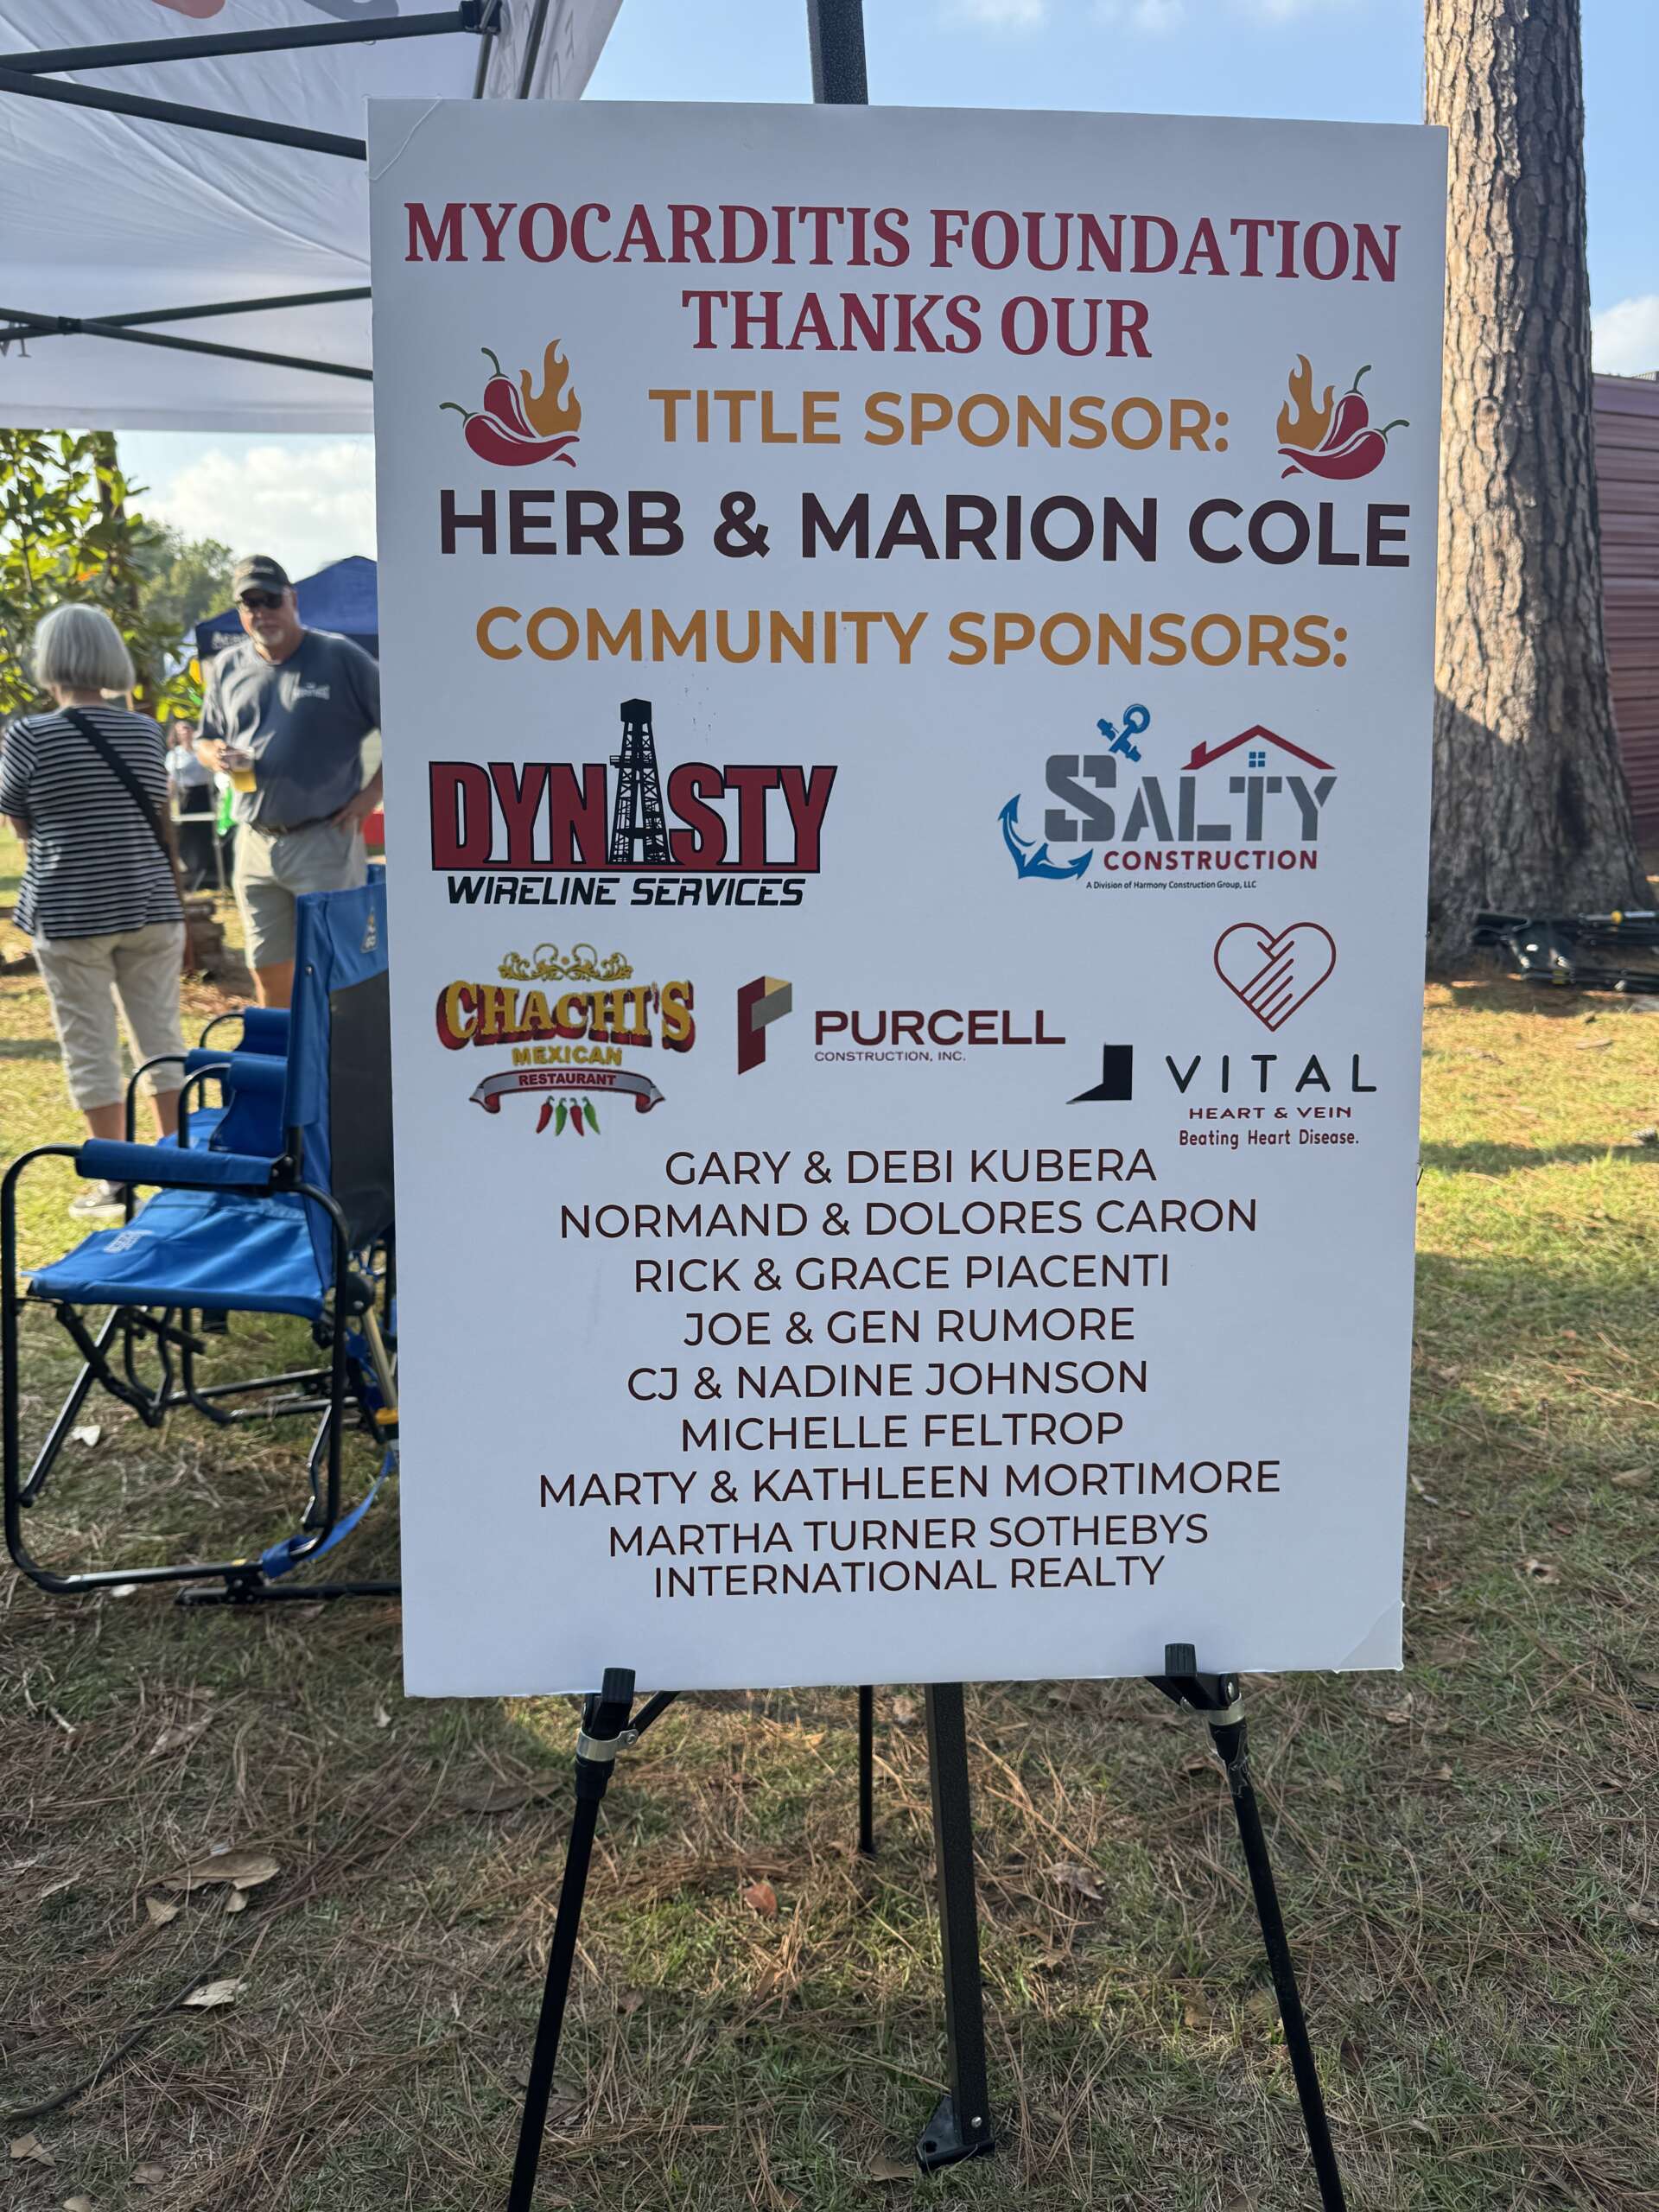 MYOCARDITIS FOUNDATION
THANKS OUR
TITLE SPONSOR:
HERB & MARION COLE
COMMUNITY SPONSORS:
DYNASTY
WIRELINE SERVICES
SALTY
CONSTRUCTION
A Division of Harmony Construction Group, LLC
CHACHI'S
MEXICAN
RESTAURANT
PURCELL
CONSTRUCTION, INC.
VITAL
HEART & VEIN
Beating Heart Disease.
GARY & DEBI KUBERA
NORMAND & DOLORES CARON
RICK & GRACE PIACENTI
JOE & GEN RUMORE
CJ & NADINE JOHNSON
MICHELLE FELTROP
MARTY & KATHLEEN MORTIMORE
MARTHA TURNER SOTHEBYS
INTERNATIONAL REALTY